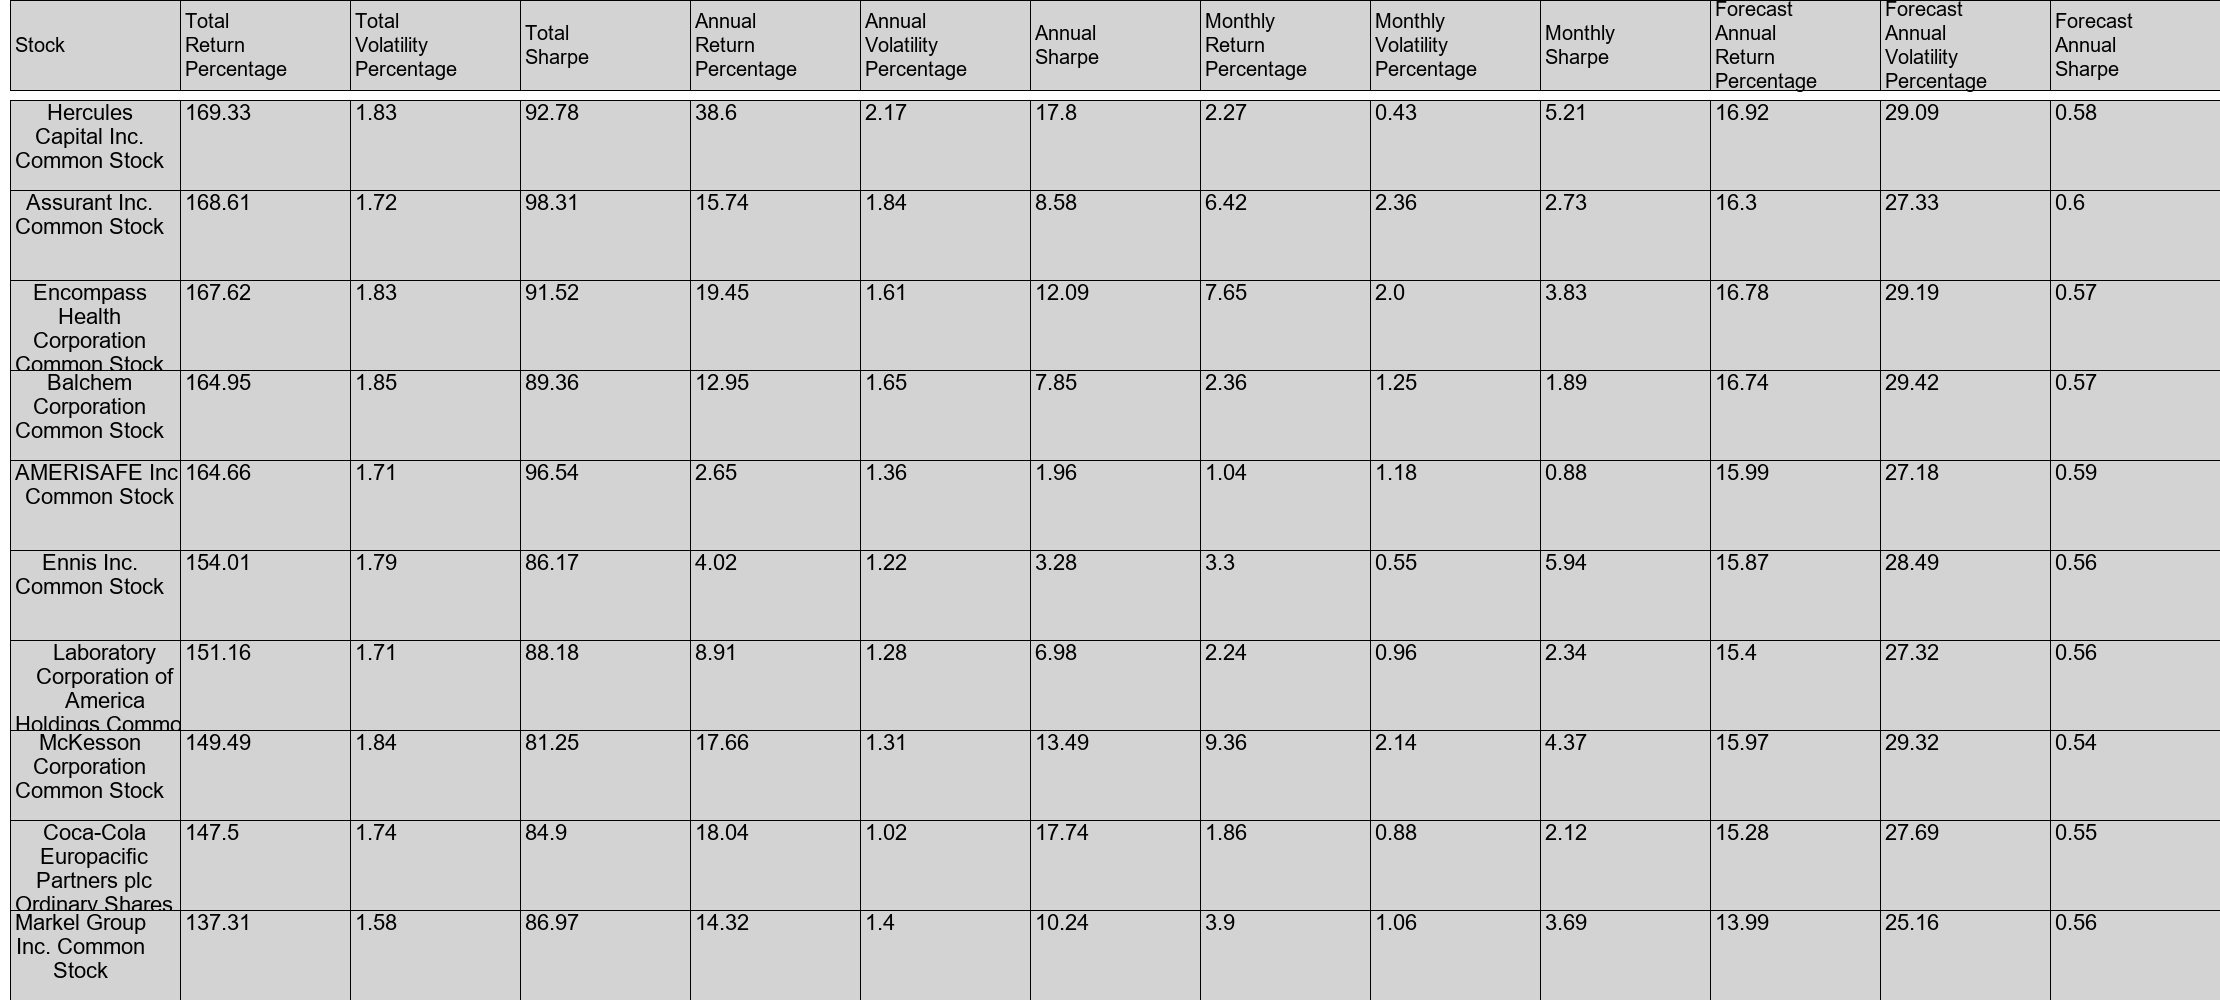 Stock Total Return Percentage Total Volatility Percentage Total Sharpe Annual Return Percentage Annual Volatility Percentage Annual Sharpe Monthly Return Percentage Monthly Volatility Percentage Monthly Sharpe Forecast Annual Return Percentage Forecast Annual Volatility Percentage Forecast Annual Sharpe
Hercules 169.33 1.83 92.78 38.6 2.17 17.8 2.27 0.43 5.21 16.92 29.09 0.58
Capital Inc.
Common Stock
Assurant Inc. 168.61 1.72 98.31 15.74 1.84 8.58 6.42 2.36 2.73 16.3 27.33 0.6
Common Stock
Encompass 167.62 1.83 91.52 19.45 1.61 12.09 7.65 2.0 3.83 16.78 29.19 0.57
Health
Corporation
Common Stock
Balchem 164.95 1.85 89.36 12.95 1.65 7.85 2.36 1.25 1.89 16.74 29.42 0.57
Corporation
Common Stock
AMERISAFE Inc 164.66 1.71 96.54 2.65 1.36 1.96 1.04 1.18 0.88 15.99 27.18 0.59
Common Stock
Ennis Inc. 154.01 1.79 86.17 4.02 1.22 3.28 3.3 0.55 5.94 15.87 28.49 0.56
Common Stock
Laboratory 151.16 1.71 88.18 8.91 1.28 6.98 2.24 0.96 2.34 15.4 27.32 0.56
Corporation of
America
Holdings Commo
McKesson 149.49 1.84 81.25 17.66 1.31 13.49 9.36 2.14 4.37 15.97 29.32 0.54
Corporation
Common Stock
Coca-Cola 147.5 1.74 84.9 18.04 1.02 17.74 1.86 0.88 2.12 15.28 27.69 0.55
Europacific
Partners plc
Ordinary Shares
Markel Group 137.31 1.58 86.97 14.32 1.4 10.24 3.9 1.06 3.69 13.99 25.16 0.56
Inc. Common
Stock